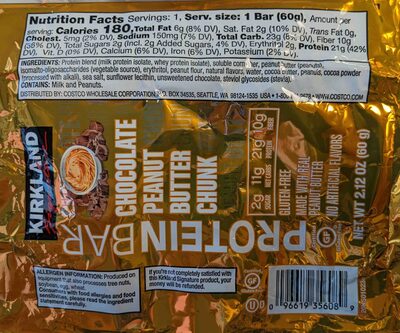 Nutrition Facts Servings: 1, Serv. size: 1 Bar (60g), Amount per
serving: Calories 180, Total Fat 6g (8% DV), Sat. Fat 2g (10% DV), Trans Fat 0g,
Cholest. 5mg (2% DV), Sodium 150mg (7% DV), Total Carb. 23g (8% DV), Fiber 10g
(36% DV), Total Sugars 2g (Incl. 2g Added Sugars, 4% DV), Erythritol 2g, Protein 21g (42%
DV), Vit. D (0% DV), Calcium (6% DV), Iron (6% DV), Potassium (2% DV).
INGREDIENTS: Protein blend (milk protein isolate, whey protein isolate), soluble corn fiber, peanut butter (peanuts),
isomalto-oligosaccharides (vegetable source), erythritol, peanut flour, natural flavors, water, cocoa butter, peanuts, cocoa powder
(processed with alkali), sea salt, sunflower lecithin, unsweetened chocolate, steviol glycosides (stevia).
CONTAINS: Milk and Peanuts.
DISTRIBUTED BY: COSTCO WHOLESALE CORPORATION, P.O. BOX 34535, SEATTLE, WA 98124-1535 USA • WWW.COSTCO.COM
KIRKLAND
CHOCOLATE
PEANUT
BUTTER
CHUNK
2g SUGAR
11g NET CARBS
21g PROTEIN
10g FIBER
GLUTEN-FREE
MADE WITH REAL
PEANUT BUTTER
NO ARTIFICIAL FLAVORS
PROTEIN BAR
NET WT 2.12 OZ (60 g)
ALLERGEN INFORMATION: Produced on
equipment that also processes tree nuts,
soybean, egg, wheat.
Consumers with food allergies and food
sensitivities, please read the ingredient
statement carefully.
If you're not completely satisfied with
this Kirkland Signature product, your
money will be refunded.
GF
0 96619 35608 9